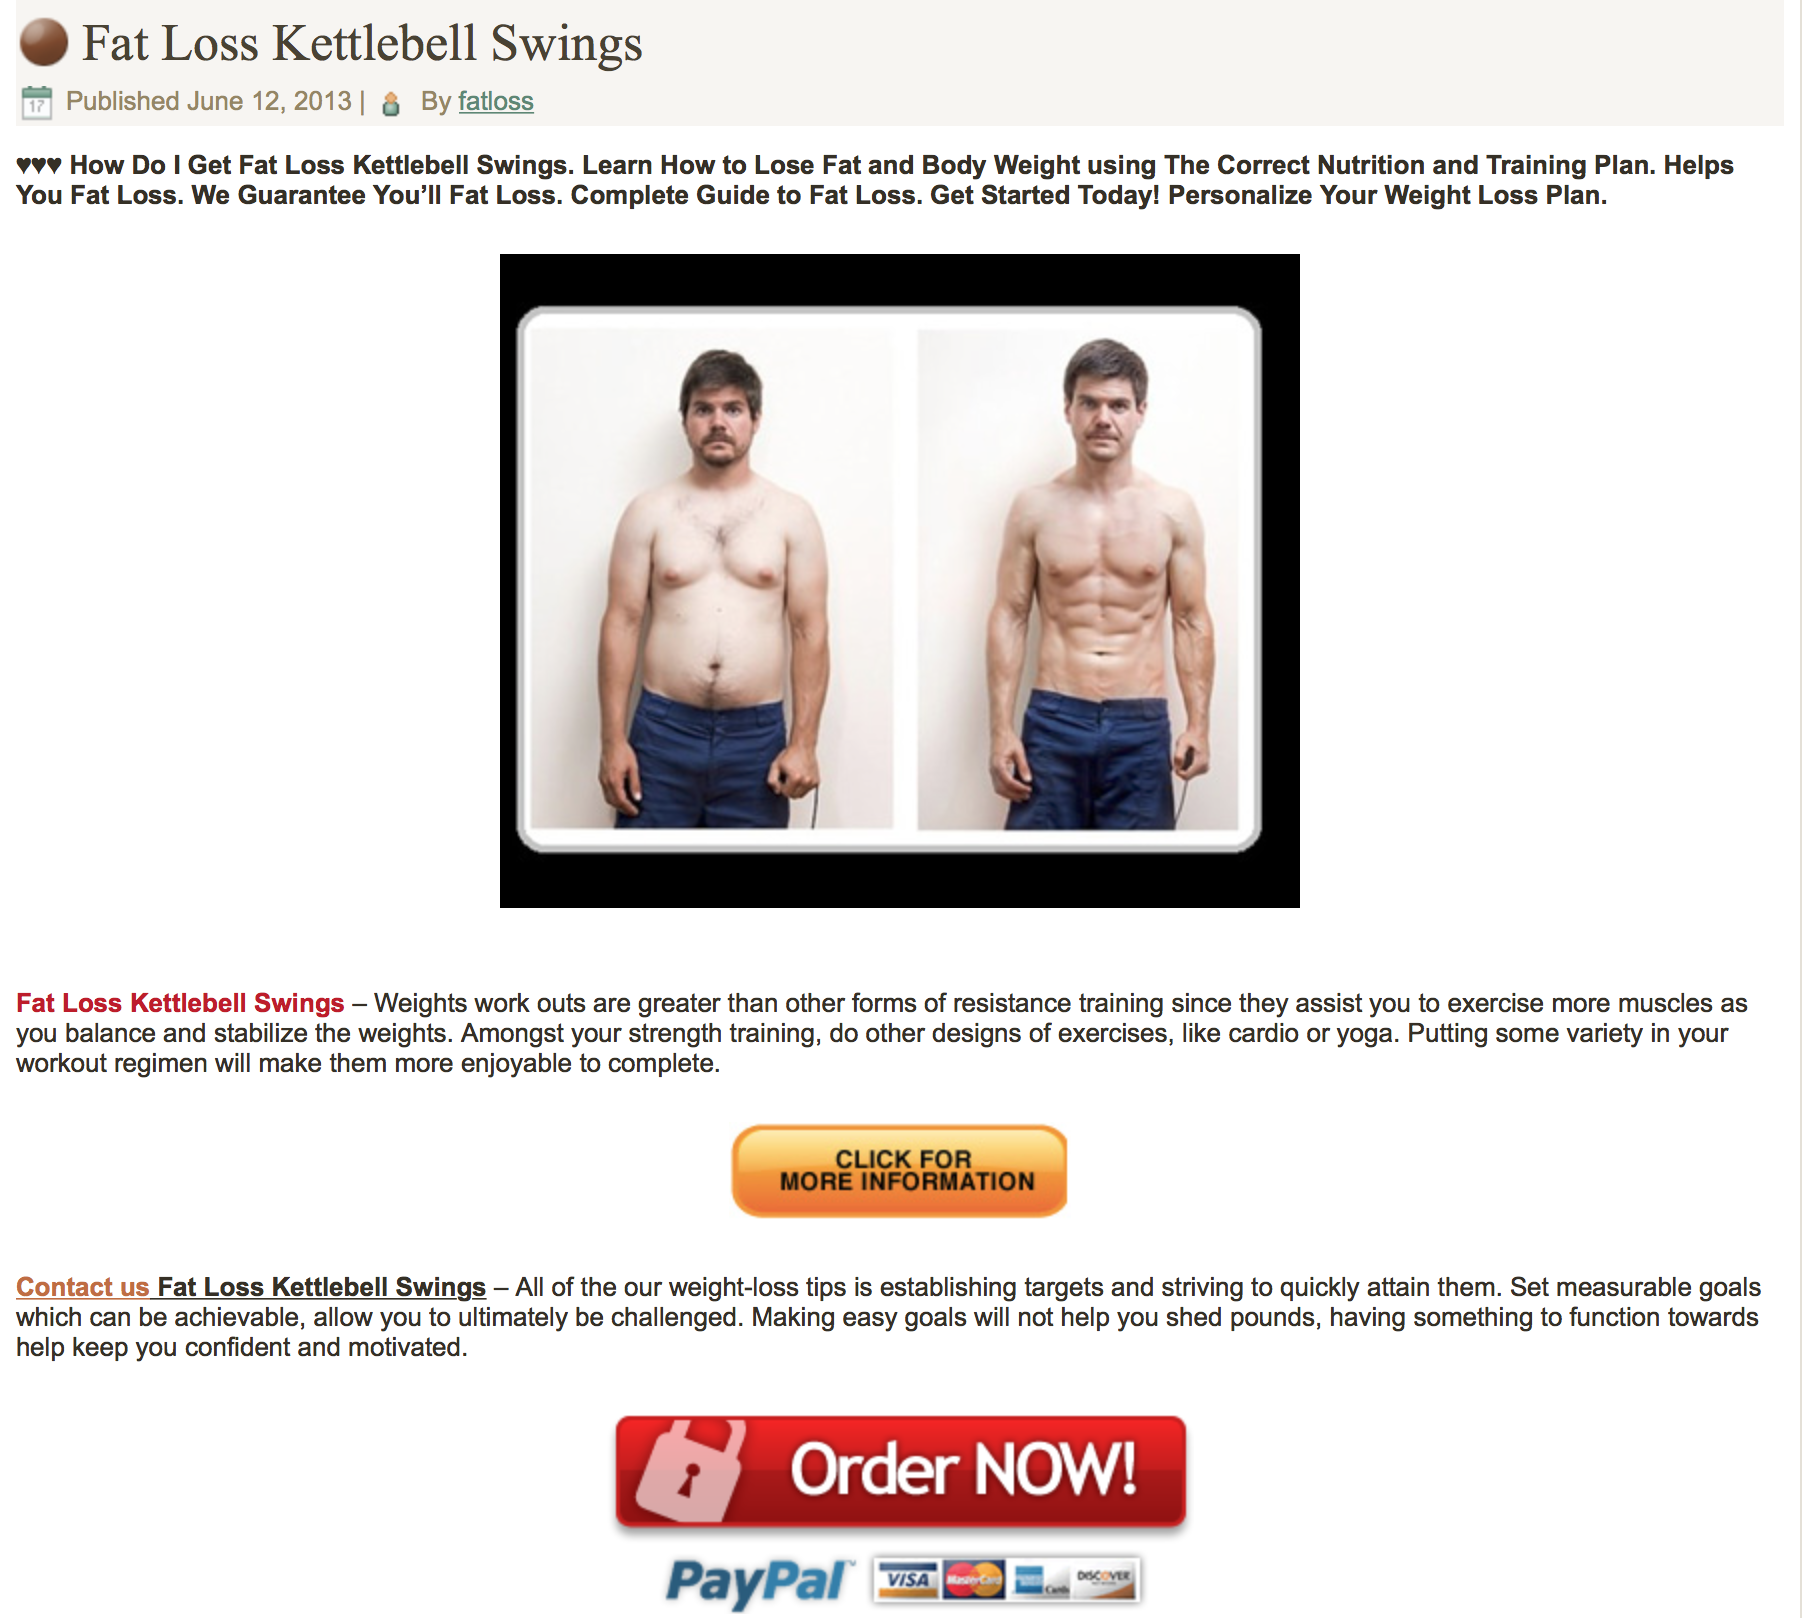 Fat Loss Kettlebell Swings
17 Published June 12, 2013 | By fatloss
♥♥♥ How Do I Get Fat Loss Kettlebell Swings. Learn How to Lose Fat and Body Weight using The Correct Nutrition and Training Plan. Helps
You Fat Loss. We Guarantee You’ll Fat Loss. Complete Guide to Fat Loss. Get Started Today! Personalize Your Weight Loss Plan.
Fat Loss Kettlebell Swings – Weights work outs are greater than other forms of resistance training since they assist you to exercise more muscles as
you balance and stabilize the weights. Amongst your strength training, do other designs of exercises, like cardio or yoga. Putting some variety in your
workout regimen will make them more enjoyable to complete.
CLICK FOR
MORE INFORMATION
Contact us Fat Loss Kettlebell Swings – All of the our weight-loss tips is establishing targets and striving to quickly attain them. Set measurable goals
which can be achievable, allow you to ultimately be challenged. Making easy goals will not help you shed pounds, having something to function towards
help keep you confident and motivated.
Order NOW!
PayPal VISA MasterCard Cards DISCOVER